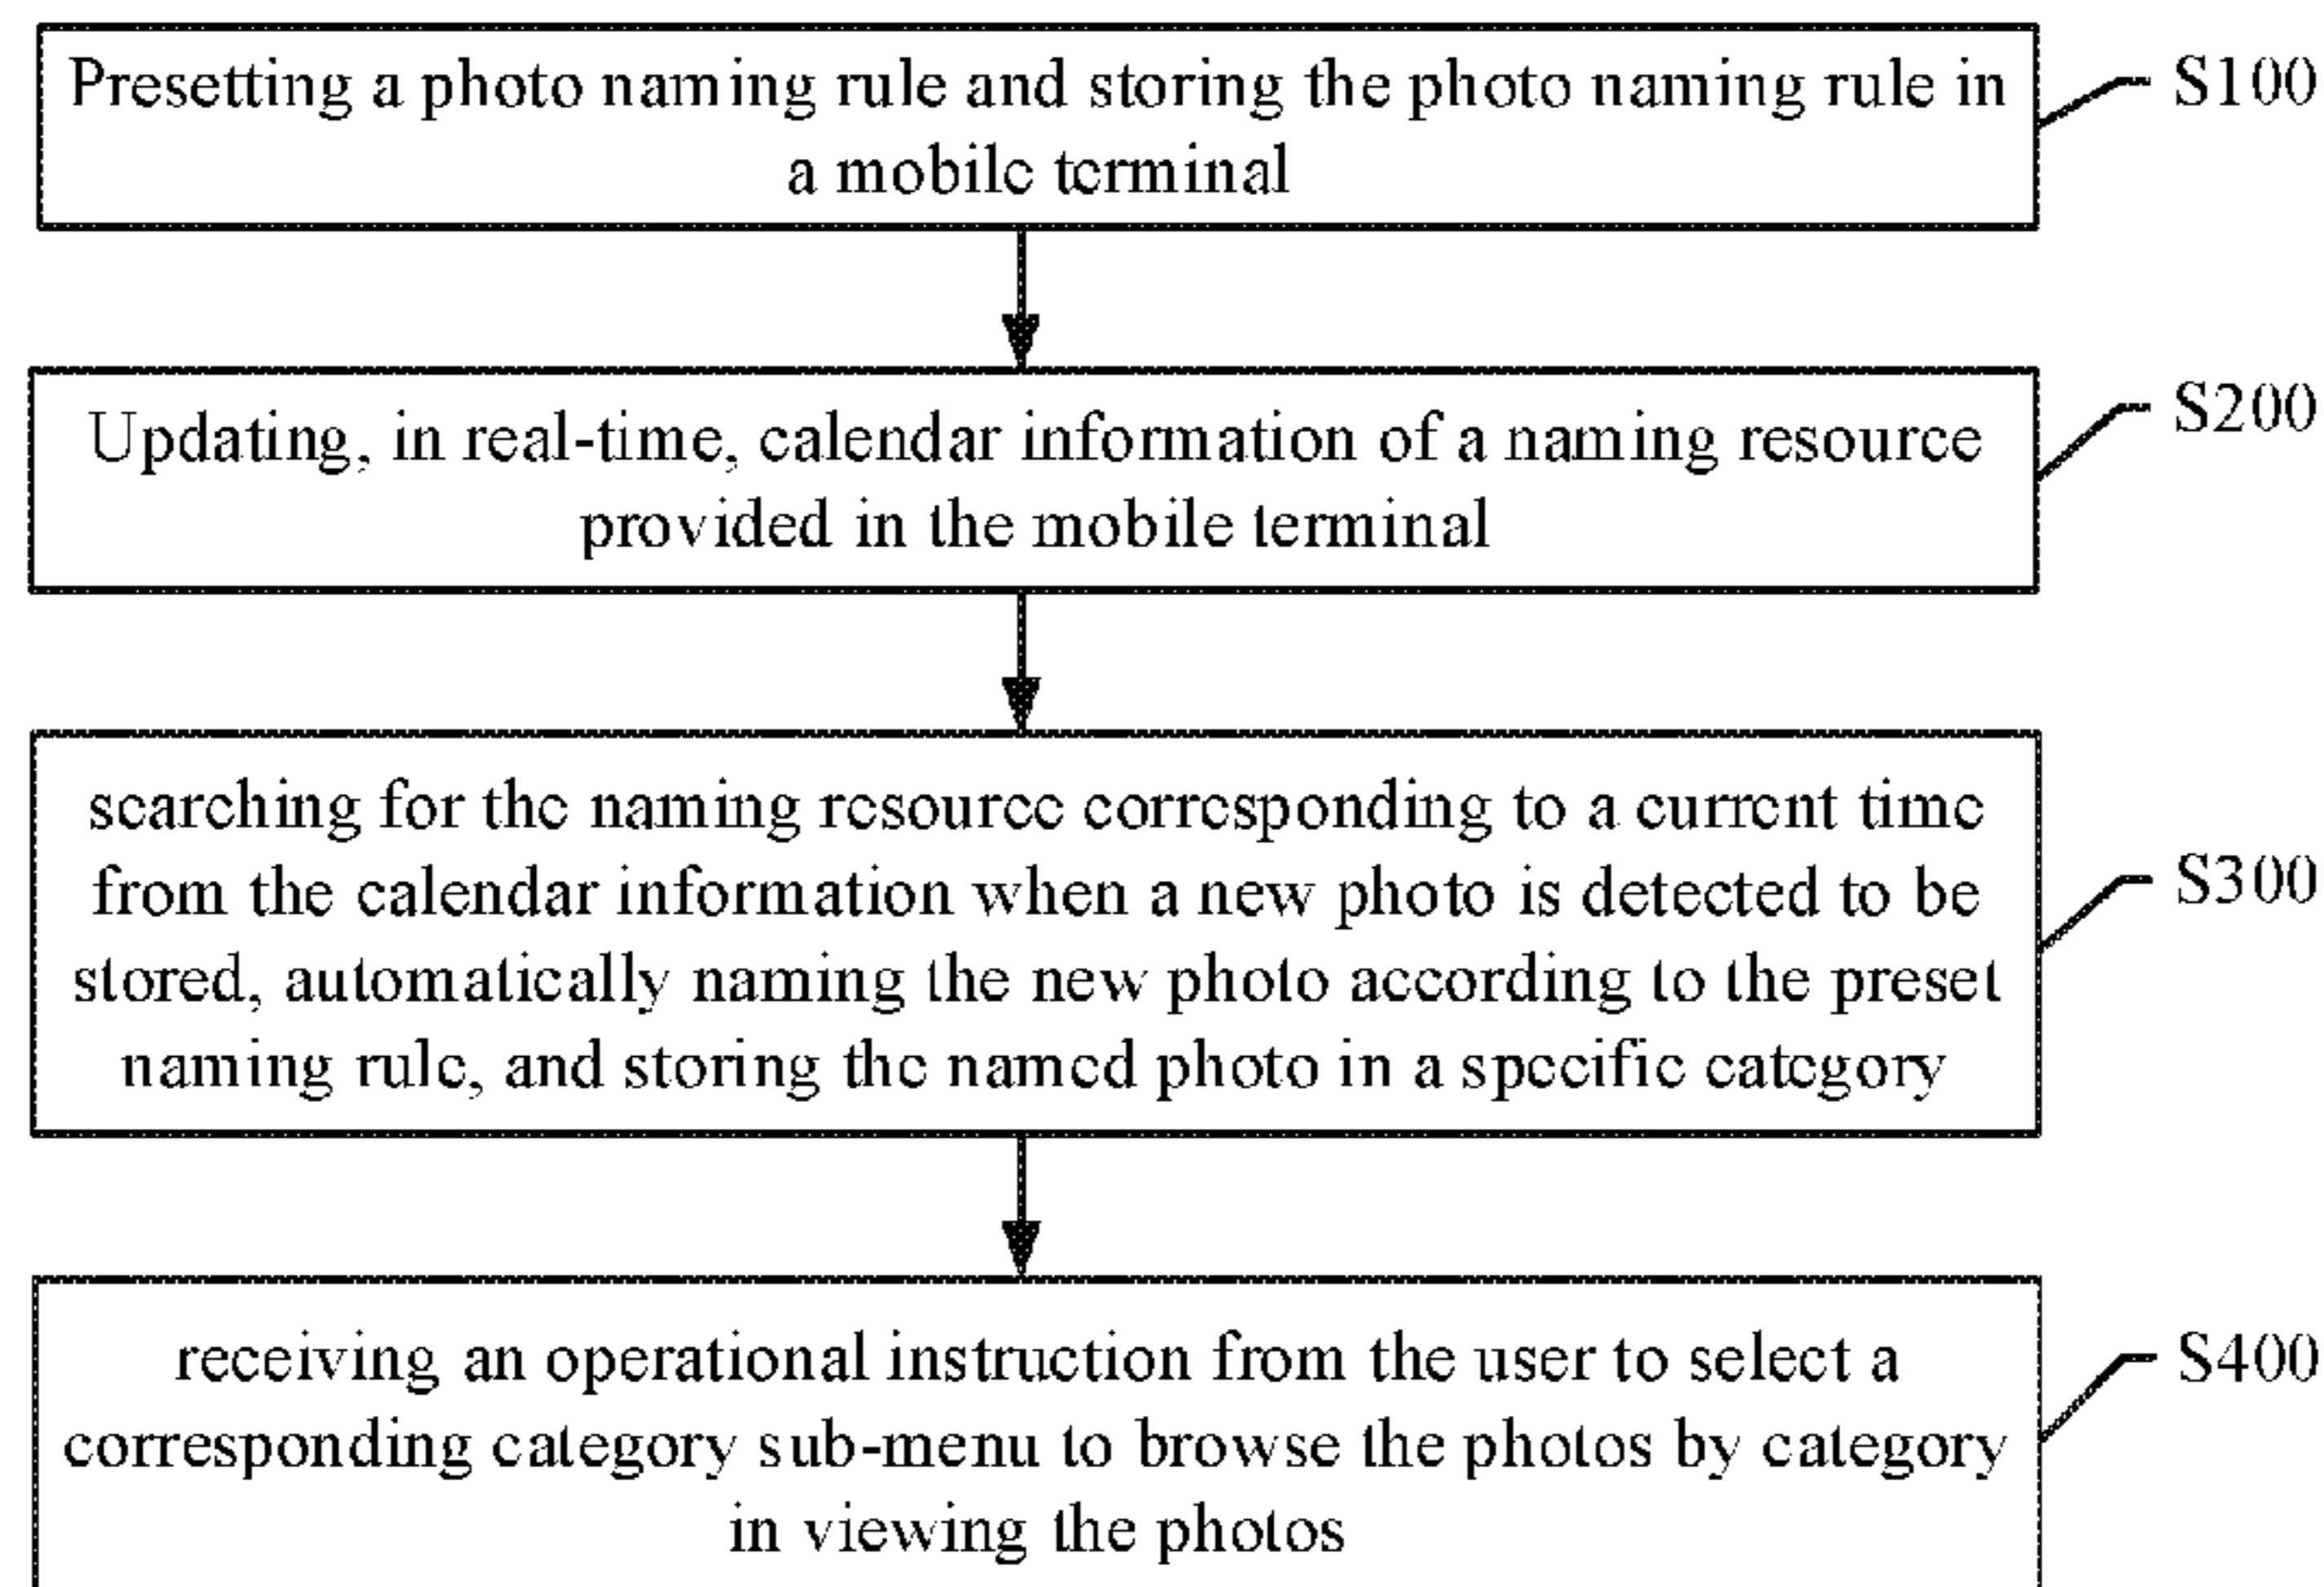 Presetting a photo naming rule and storing the photo naming rule in
a mobile terminal
S100
Updating, in real-time, calendar information of a naming resource
provided in the mobile terminal
S200
searching for the naming resource corresponding to a current time
from the calendar information when a new photo is detected to be
stored, automatically naming the new photo according to the preset
naming rule, and storing the named photo in a specific category
S300
receiving an operational instruction from the user to select a
corresponding category sub-menu to browse the photos by category
in viewing the photos
S400